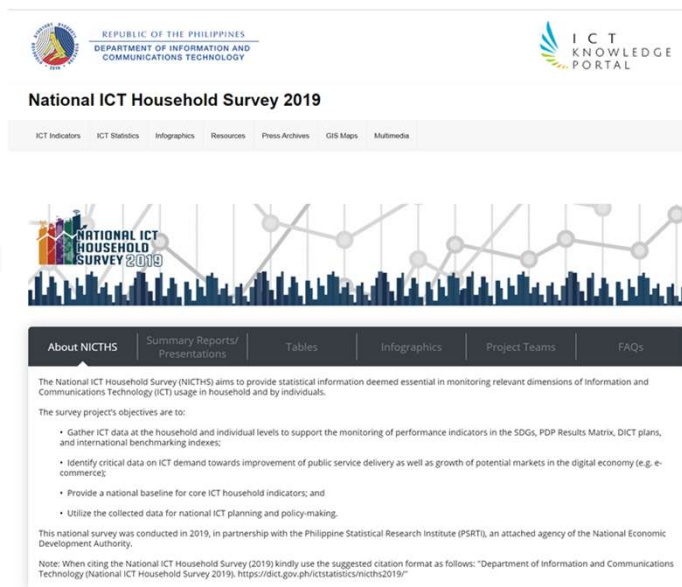 REPUBLIC OF THE PHILIPPINES
DEPARTMENT OF INFORMATION AND
COMMUNICATIONS TECHNOLOGY
ICT
KNOWLEDGE
PORTAL
National ICT Household Survey 2019
ICT Indicators ICT Statistics Infographics Resources Press Archives GIS Maps Multimedia
NATIONAL ICT
HOUSEHOLD
SURVEY 2019
About NICTHS Summary Reports/ Presentations Tables Infographics Project Teams FAQs
The National ICT Household Survey (NICTHS) aims to provide statistical information deemed essential in monitoring relevant dimensions of Information and
Communications Technology (ICT) usage in household and by individuals.
The survey project's objectives are to:
• Gather ICT data at the household and individual levels to support the monitoring of performance indicators in the SDGs, PDP Results Matrix, DICT plans,
and international benchmarking indexes;
• Identify critical data on ICT demand towards improvement of public service delivery as well as growth of potential markets in the digital economy (e.g. e-
commerce);
• Provide a national baseline for core ICT household indicators; and
• Utilize the collected data for national ICT planning and policy-making.
This national survey was conducted in 2019, in partnership with the Philippine Statistical Research Institute (PSRTI), an attached agency of the National Economic
Development Authority.
Note: When citing the National ICT Household Survey (2019) kindly use the suggested citation format as follows: "Department of Information and Communications
Technology (National ICT Household Survey 2019). https://dict.gov.ph/ictstatistics/nicths2019/"